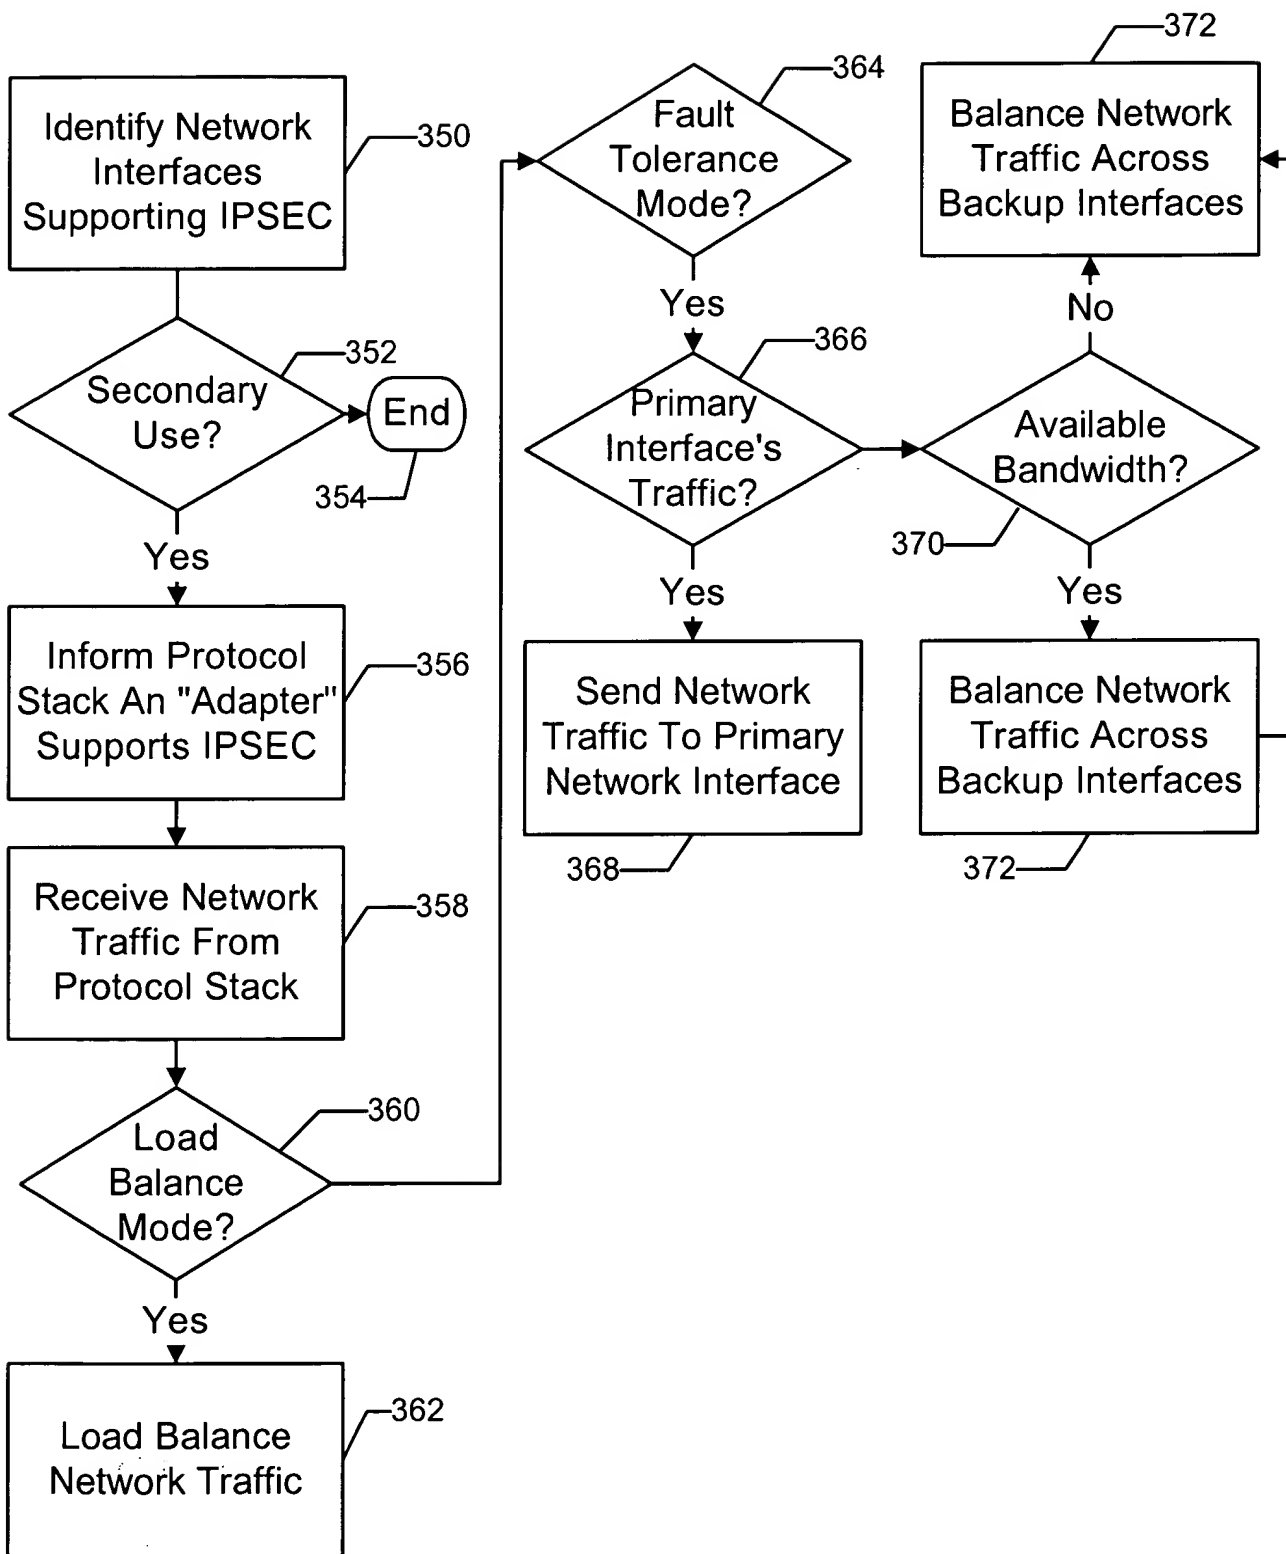 Identify Network
Interfaces
Supporting IPSEC
350
Secondary
Use?
352
End
354
Yes
Inform Protocol
Stack An "Adapter"
Supports IPSEC
356
Receive Network
Traffic From
Protocol Stack
358
Load
Balance
Mode?
360
Yes
Load Balance
Network Traffic
362
Fault
Tolerance
Mode?
364
Yes
Primary
Interface's
Traffic?
366
Yes
Send Network
Traffic To Primary
Network Interface
368
372
Balance Network
Traffic Across
Backup Interfaces
No
Available
Bandwidth?
370
Yes
Balance Network
Traffic Across
Backup Interfaces
372